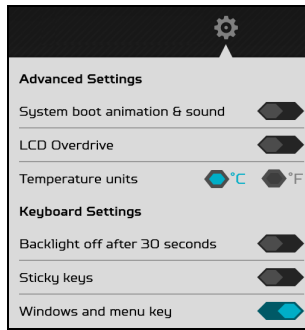 Advanced Settings
System boot animation & sound
LCD Overdrive
Temperature units °C °F
Keyboard Settings
Backlight off after 30 seconds
Sticky keys
Windows and menu key